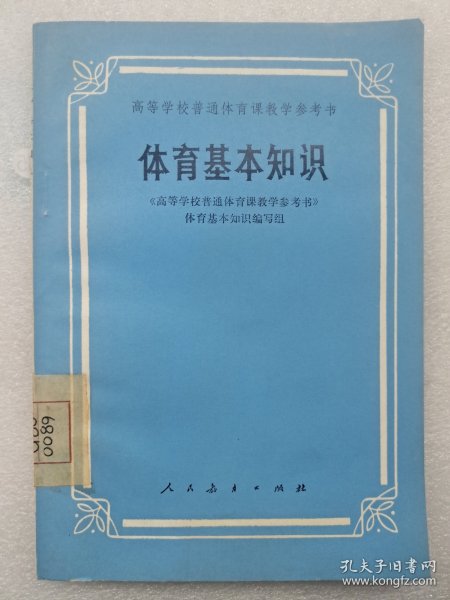 高等学校普通体育课教学参考书
体育基本知识
《高等学校普通体育课教学参考书》
体育基本知识编写组
0089
人民教育出版社
孔夫子旧书网
www.kongfz.com